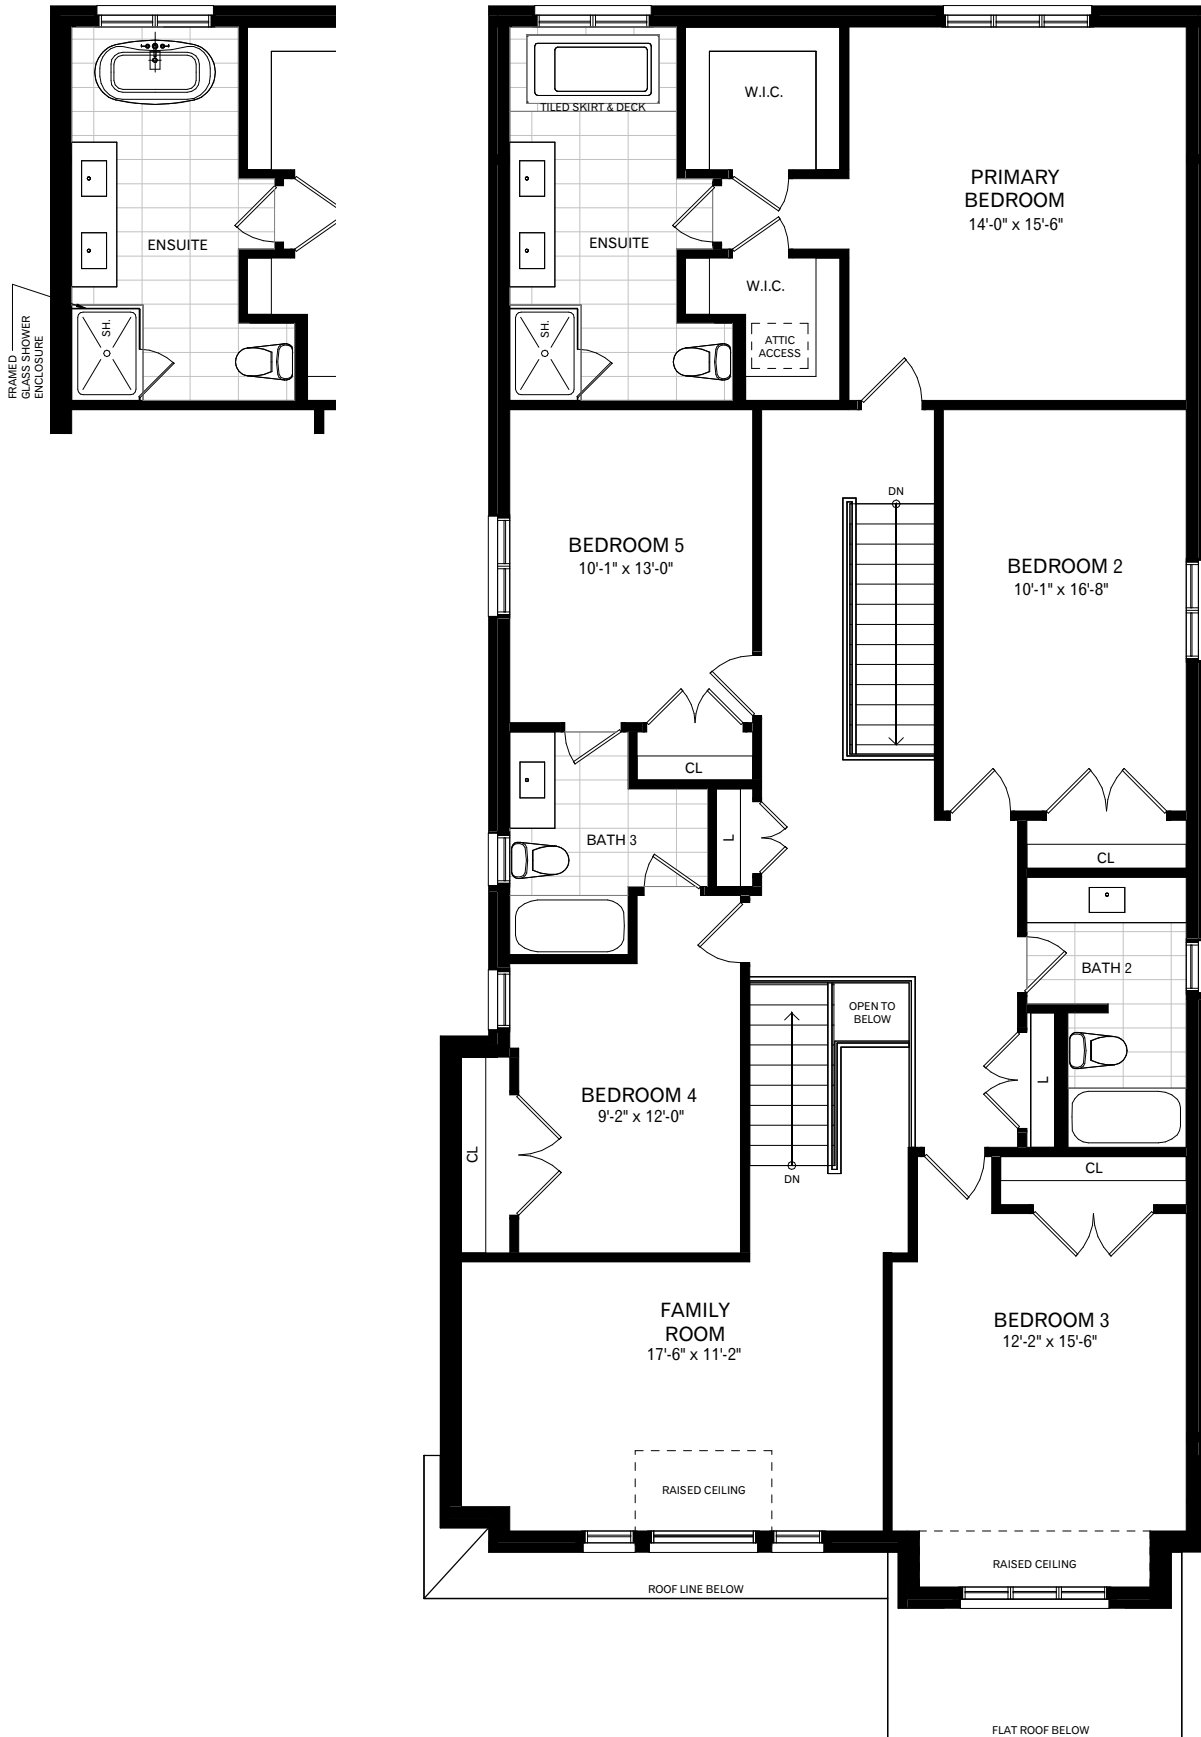 ENSUITE
SH.
FRAMED
GLASS SHOWER
ENCLOSURE
TILED SKIRT & DECK
W.I.C.
PRIMARY
BEDROOM
14'-0" x 15'-6"
ENSUITE
W.I.C.
SH.
ATTIC
ACCESS
DN
BEDROOM 5
10'-1" x 13'-0"
BEDROOM 2
10'-1" x 16'-8"
CL
BATH 3
L
CL
BATH 2
OPEN TO
BELOW
L
BEDROOM 4
9'-2" x 12'-0"
CL
DN
CL
FAMILY
ROOM
17'-6" x 11'-2"
BEDROOM 3
12'-2" x 15'-6"
RAISED CEILING
RAISED CEILING
ROOF LINE BELOW
FLAT ROOF BELOW